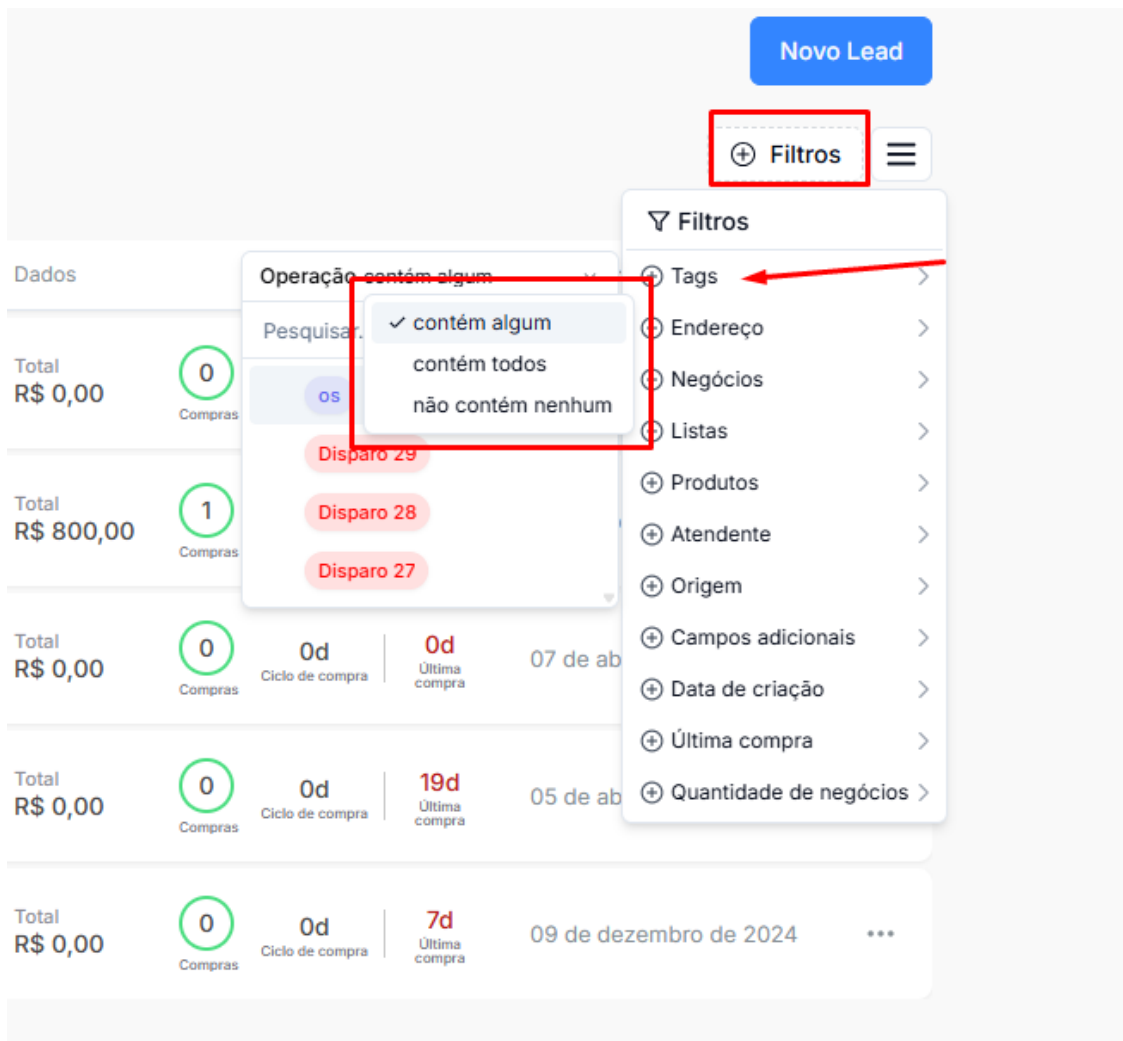 Novo Lead
Filtros
Filtros
Dados
Operação contém algum
Tags
Pesquisar.
contém algum
contém todos
não contém nenhum
Endereço
Negócios
Listas
Produtos
Atendente
Origem
Campos adicionais
Data de criação
Última compra
Quantidade de negócios
os
Disparo 29
Disparo 28
Disparo 27
Total
R$ 0,00
0
Compras
Total
R$ 800,00
1
Compras
Total
R$ 0,00
0
Compras
0d
Ciclo de compra
0d
Última
compra
07 de ab
Total
R$ 0,00
0
Compras
0d
Ciclo de compra
19d
Última
compra
05 de ab
Total
R$ 0,00
0
Compras
0d
Ciclo de compra
7d
Última
compra
09 de dezembro de 2024